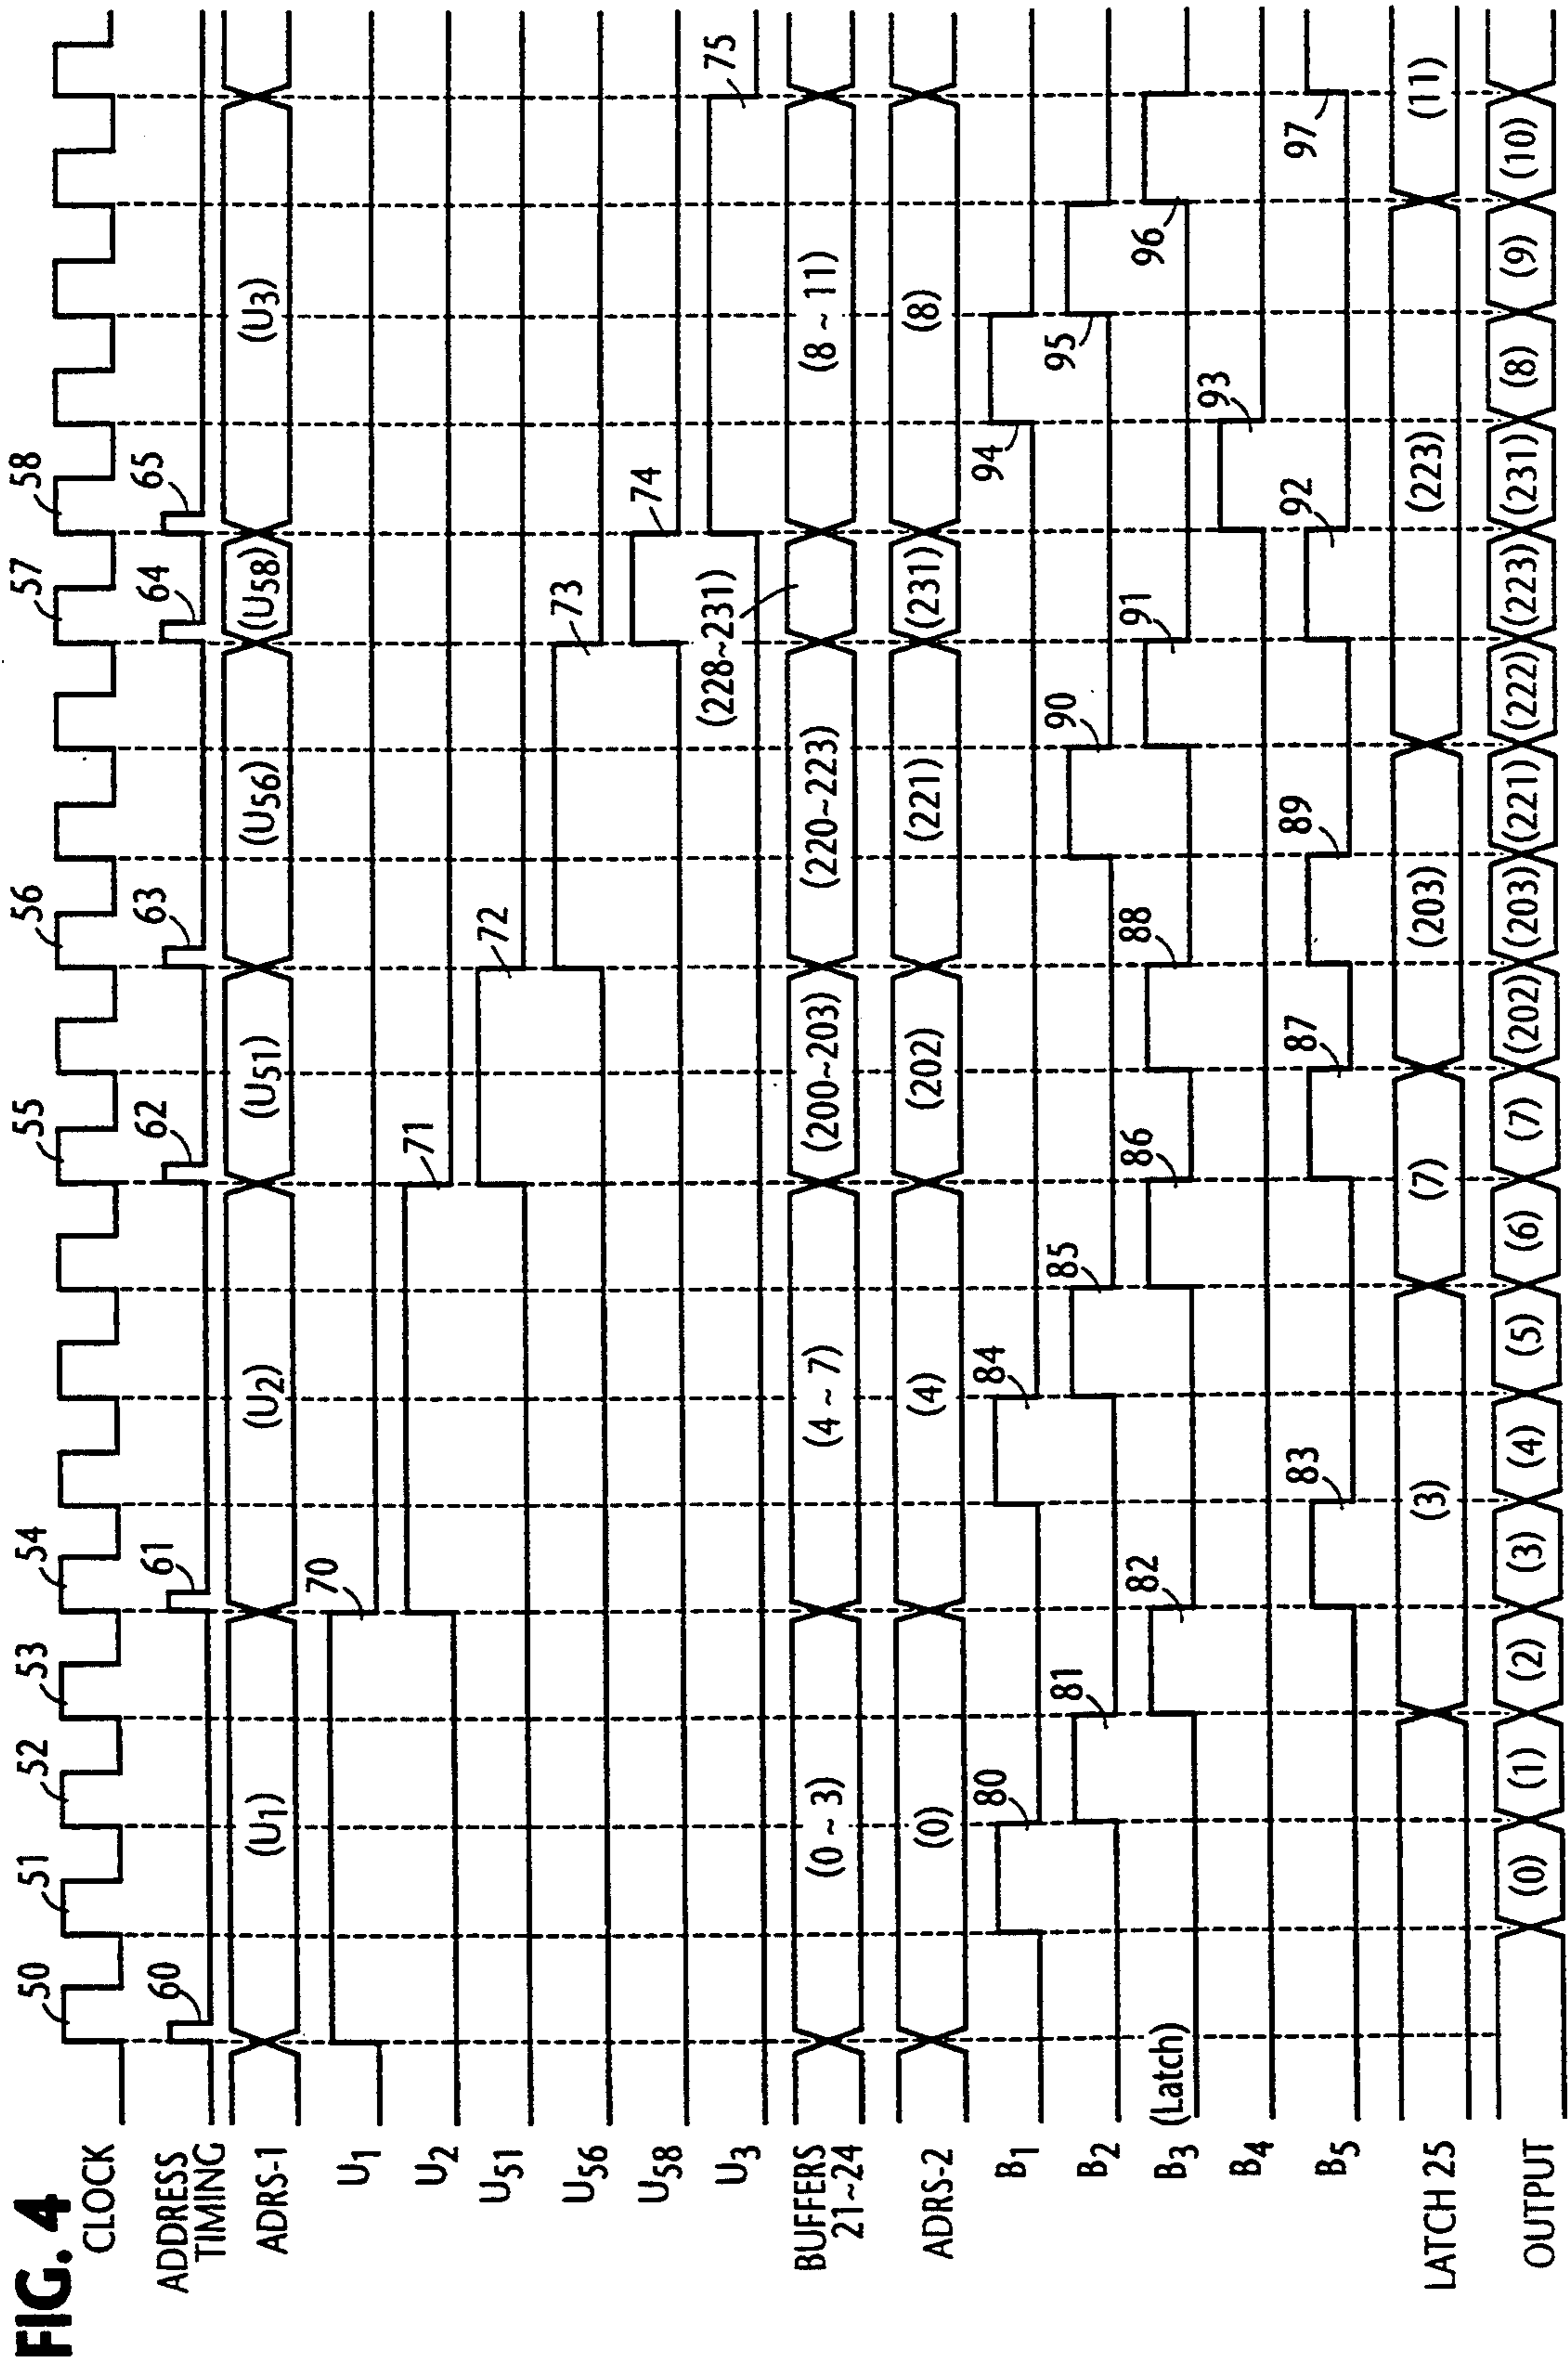 FIG. 4
CLOCK 50 51 52 53 54 55 56 57 58
ADDRESS TIMING 60 61 62 63 64 65
ADRS-1 (U1) (U2) (U51) (U56) (U58) (U3)
U1 70
U2 71
U51 72
U56 73
U58 74
U3 75
BUFFERS 21~24 (0 ~ 3) (4 ~ 7) (200~203) (220~223) (228~231) (8 ~ 11)
ADRS-2 (0) (4) (202) (221) (231) (8)
B1 80 84 94
B2 81 85 90 95
B3 (Latch) 82 86 88 91 96
B4 93
B5 83 87 89 92 97
LATCH 25 (3) (7) (203) (223) (11)
OUTPUT (0) (1) (2) (3) (4) (5) (6) (7) (202) (203) (221) (222) (223) (231) (8) (9) (10)